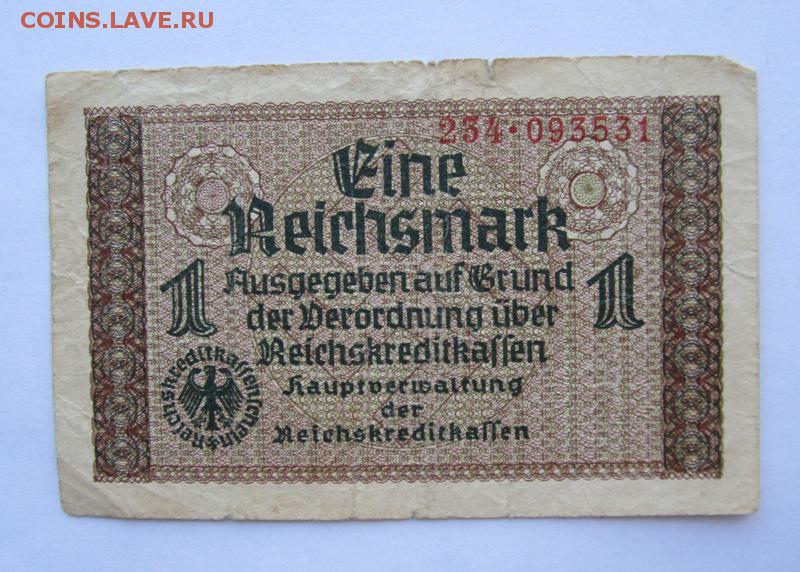 COINS.LAVE.RU
234·093531
Eine
Reichsmark
1 Ausgegeben auf Grund 1
der Verordnung über
Reichskreditkassen
Hauptverwaltung
der
Reichskreditkassen
Reichskreditkassenschein